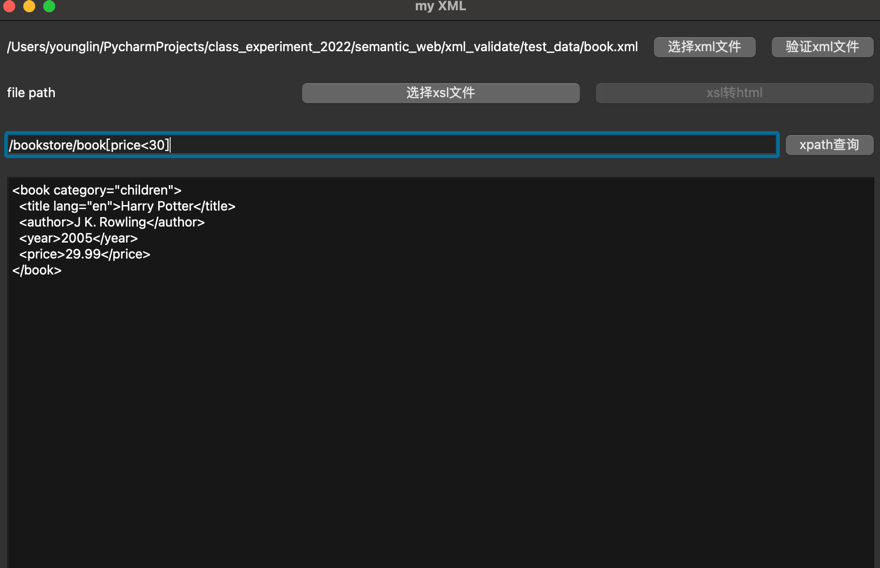 my XML
/Users/younglin/PycharmProjects/class_experiment_2022/semantic_web/xml_validate/test_data/book.xml 选择xml文件 验证xml文件
file path 选择xsl文件 xsl转html
/bookstore/book[price<30] xpath查询
<book category="children">
  <title lang="en">Harry Potter</title>
  <author>J K. Rowling</author>
  <year>2005</year>
  <price>29.99</price>
</book>